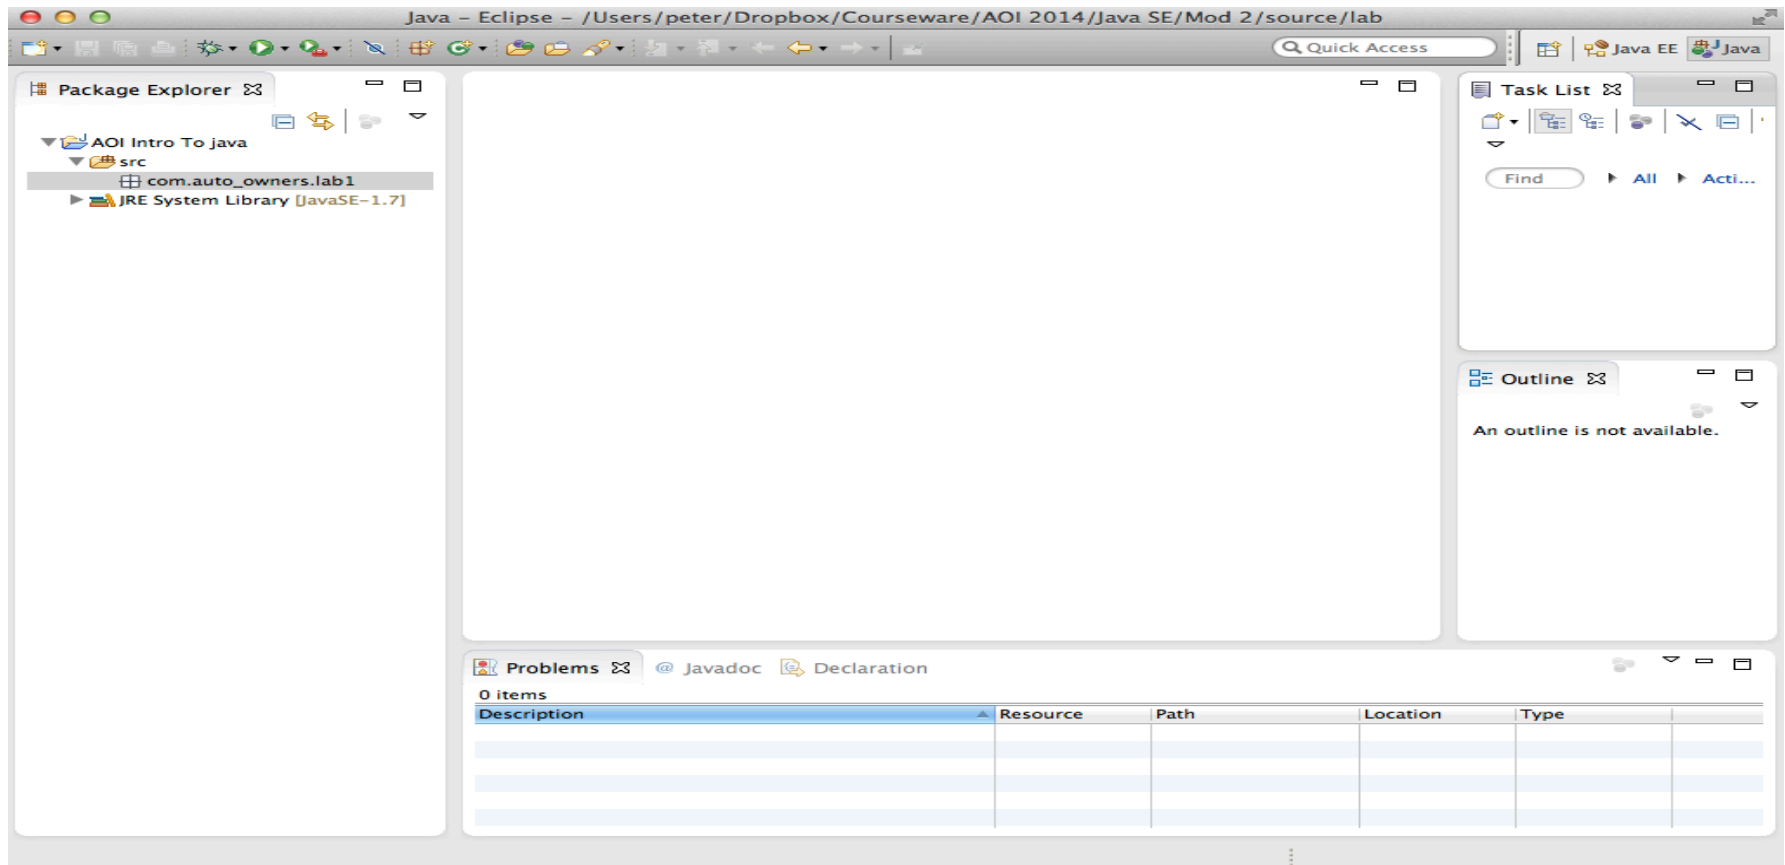 Java – Eclipse – /Users/peter/Dropbox/Courseware/AOI 2014/Java SE/Mod 2/source/lab
Quick Access
Java EE
Java
Package Explorer
AOI Intro To java
src
com.auto_owners.lab1
JRE System Library [JavaSE-1.7]
Task List
Find
All
Acti...
Outline
An outline is not available.
Problems
@ Javadoc
Declaration
0 items
Description
Resource
Path
Location
Type